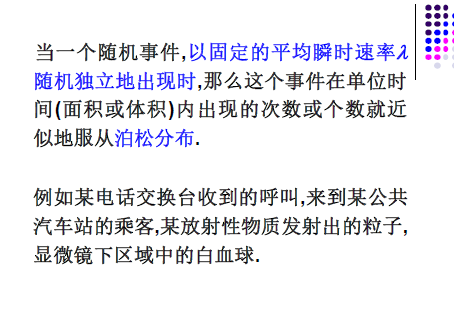 当一个随机事件,以固定的平均瞬时速率λ
随机独立地出现时,那么这个事件在单位时
间(面积或体积)内出现的次数或个数就近
似地服从泊松分布.
例如某电话交换台收到的呼叫,来到某公共
汽车站的乘客,某放射性物质发射出的粒子,
显微镜下区域中的白血球.